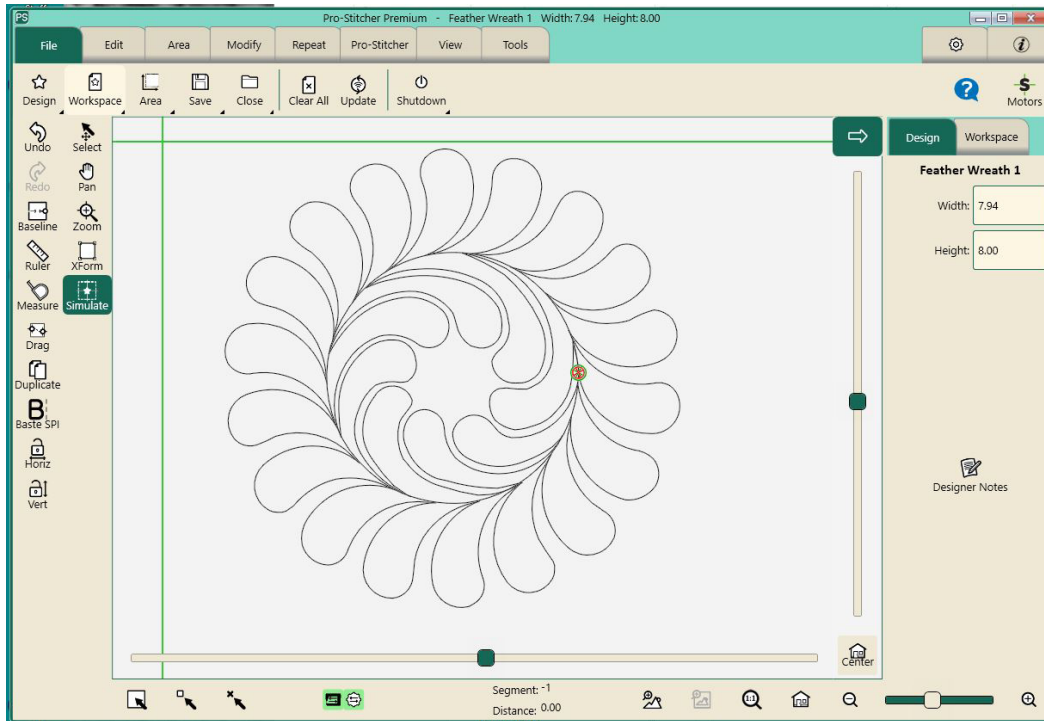 PS
Pro-Stitcher Premium - Feather Wreath 1 Width: 7.94 Height: 8.00
File Edit Area Modify Repeat Pro-Stitcher View Tools
Design Workspace Area Save Close Clear All Update Shutdown Motors
Undo Select
Redo Pan
Baseline Zoom
Ruler XForm
Measure Simulate
Drag
Duplicate
B
Baste SPI
Horiz
Vert
Design Workspace
Feather Wreath 1
Width: 7.94
Height: 8.00
Designer Notes
Center
Segment: -1
Distance: 0.00
1:1